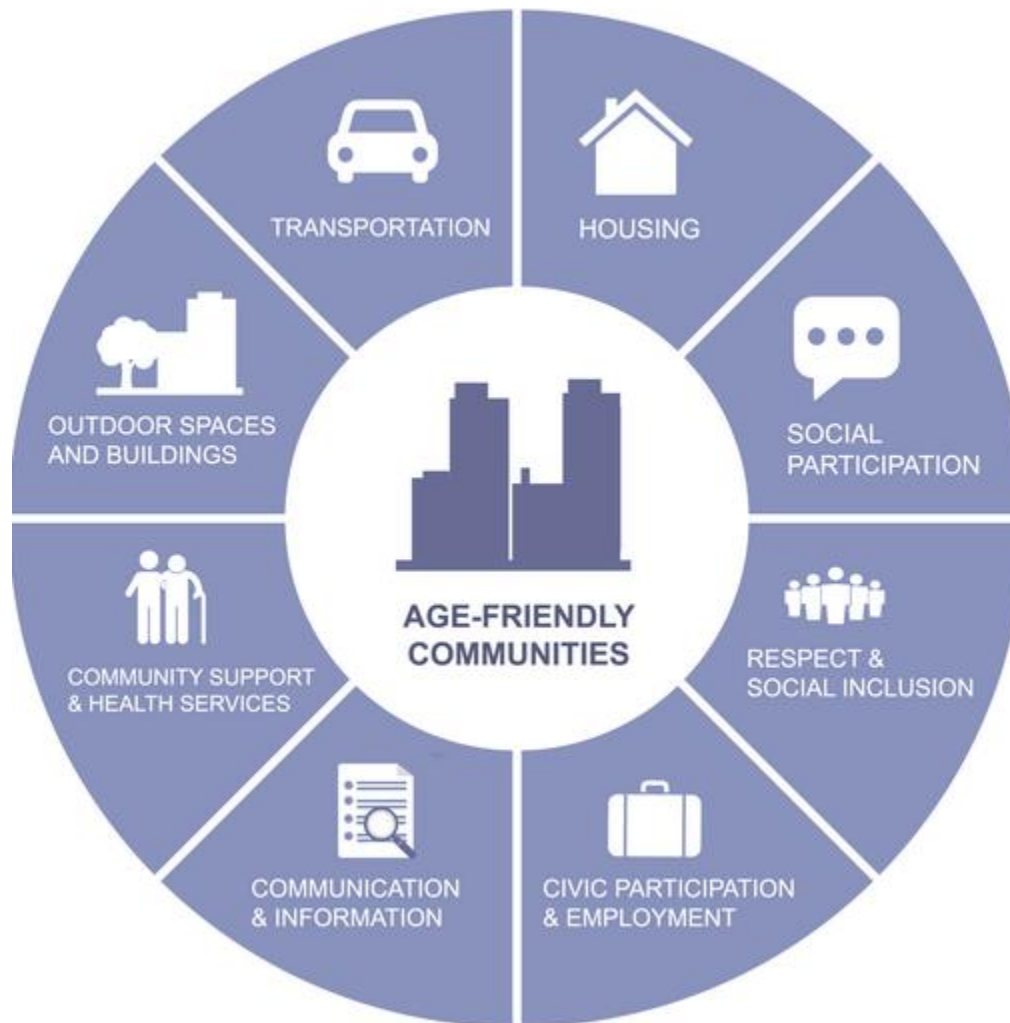 TRANSPORTATION
HOUSING
SOCIAL
PARTICIPATION
RESPECT &
SOCIAL INCLUSION
CIVIC PARTICIPATION
& EMPLOYMENT
COMMUNICATION
& INFORMATION
COMMUNITY SUPPORT
& HEALTH SERVICES
OUTDOOR SPACES
AND BUILDINGS
AGE-FRIENDLY
COMMUNITIES